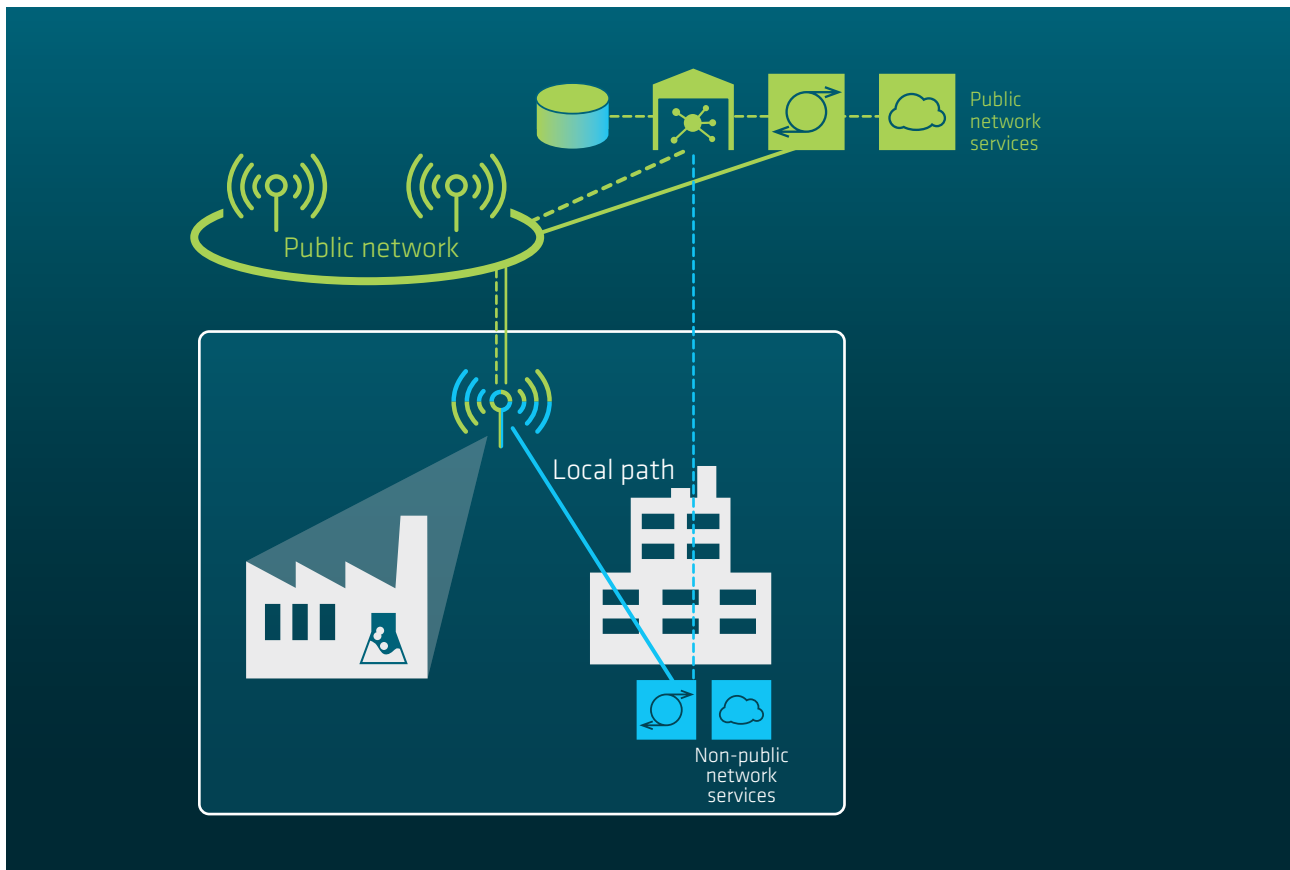 Public
network
services
Public network
Local path
Non-public
network
services